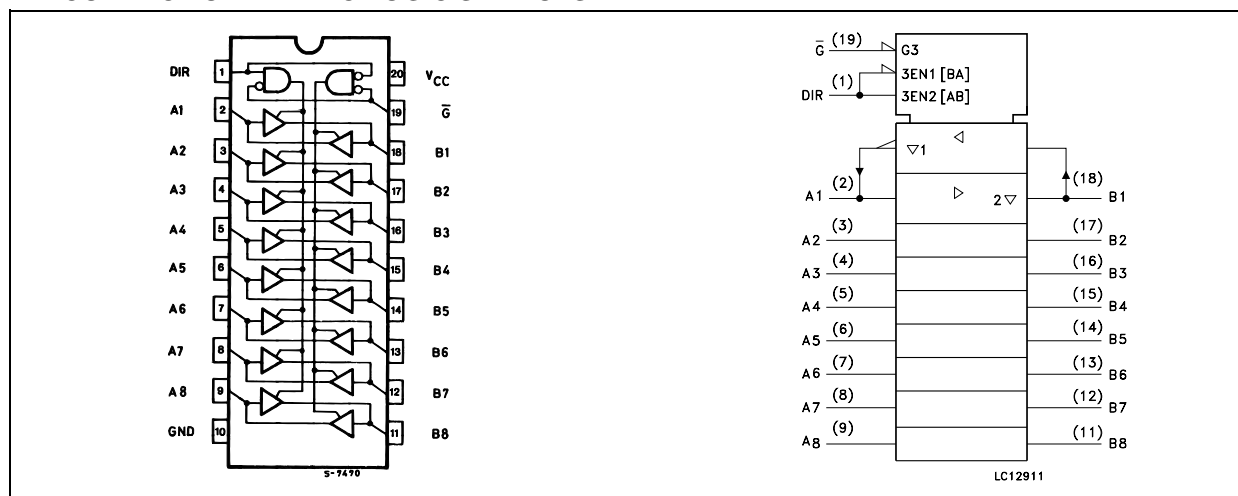 DIR 1 20 VCC
A1 2 19 G̅
A2 3 18 B1
A3 4 17 B2
A4 5 16 B3
A5 6 15 B4
A6 7 14 B5
A7 8 13 B6
A8 9 12 B7
GND 10 11 B8
S-7470
G̅ (19) G3
3EN1 [BA]
DIR (1) 3EN2 [AB]
▽1 ◁
A1 (2) ▷ 2▽ (18) B1
A2 (3) (17) B2
A3 (4) (16) B3
A4 (5) (15) B4
A5 (6) (14) B5
A6 (7) (13) B6
A7 (8) (12) B7
A8 (9) (11) B8
LC12911